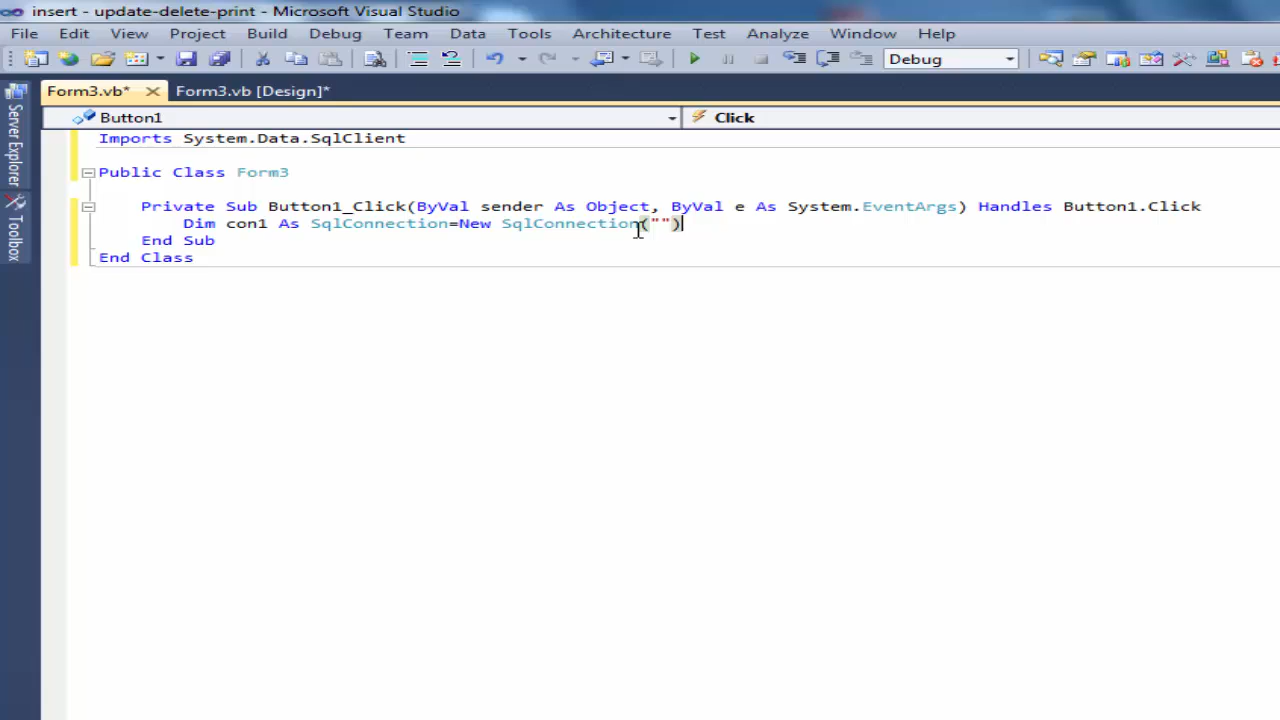 insert - update-delete-print - Microsoft Visual Studio
File Edit View Project Build Debug Team Data Tools Architecture Test Analyze Window Help
Debug
Form3.vb* Form3.vb [Design]*
Button1 Click
Server Explorer
Toolbox
Imports System.Data.SqlClient
Public Class Form3
Private Sub Button1_Click(ByVal sender As Object, ByVal e As System.EventArgs) Handles Button1.Click
Dim con1 As SqlConnection=New SqlConnection("")
End Sub
End Class